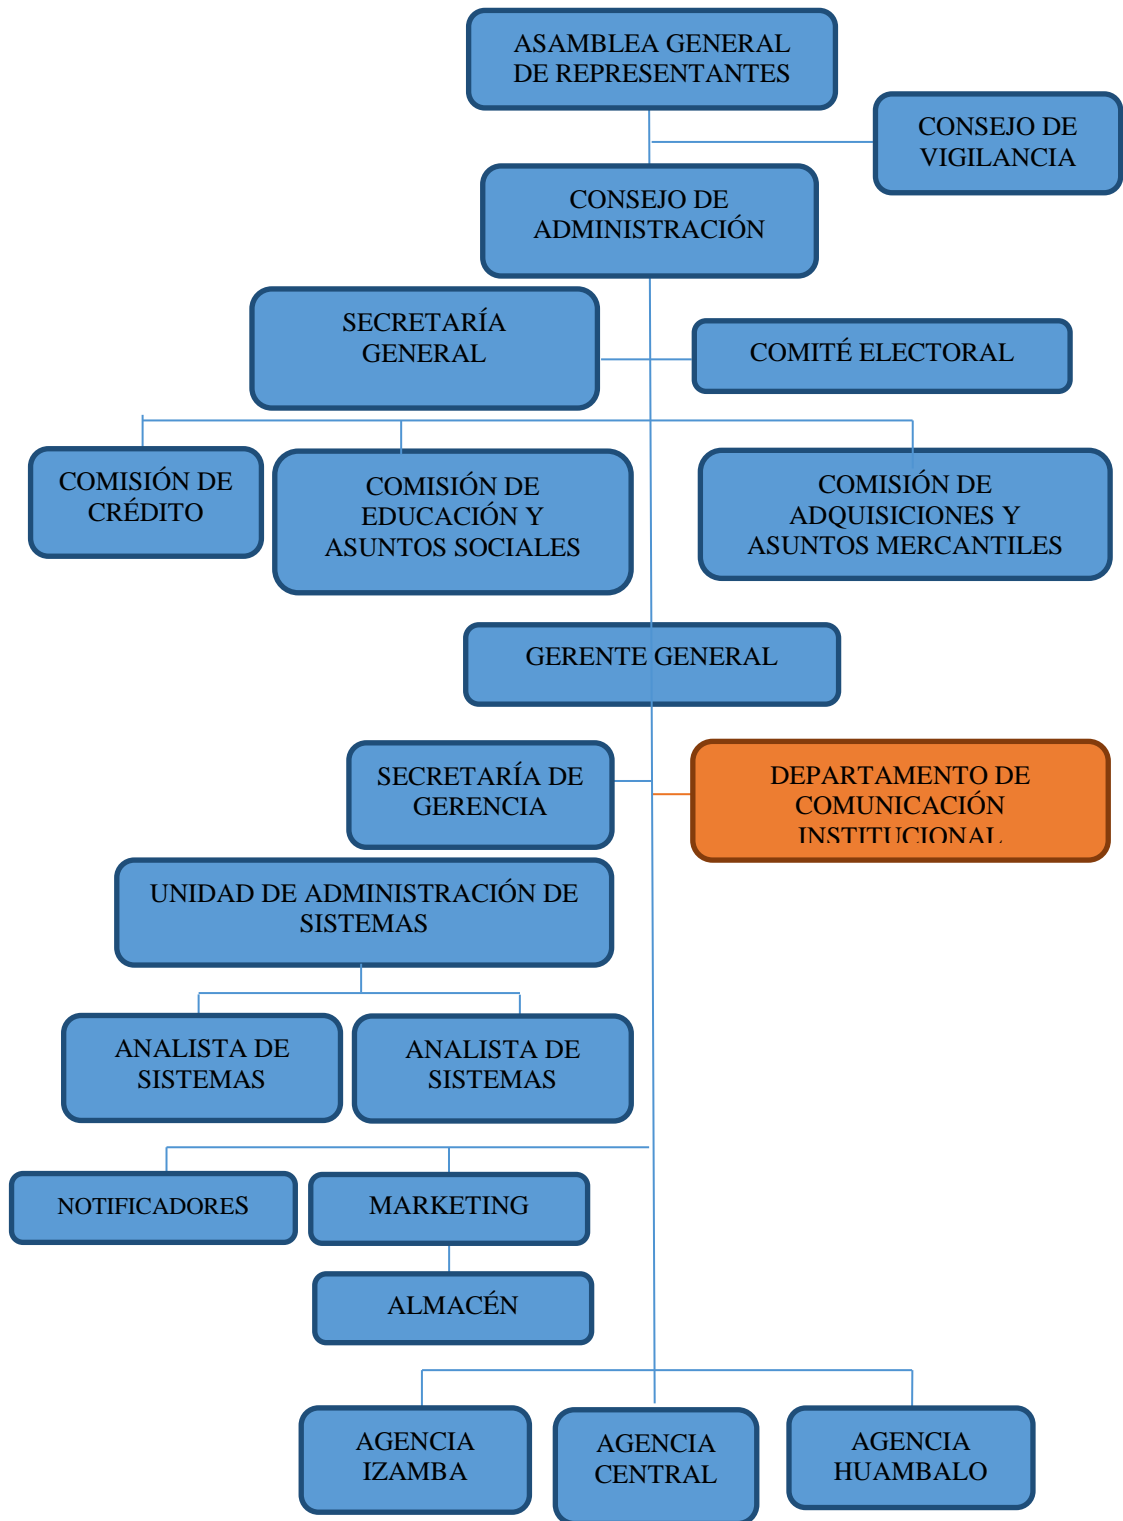 ASAMBLEA GENERAL
DE REPRESENTANTES
CONSEJO DE
VIGILANCIA
CONSEJO DE
ADMINISTRACIÓN
SECRETARÍA
GENERAL
COMITÉ ELECTORAL
COMISIÓN DE
CRÉDITO
COMISIÓN DE
EDUCACIÓN Y
ASUNTOS SOCIALES
COMISIÓN DE
ADQUISICIONES Y
ASUNTOS MERCANTILES
GERENTE GENERAL
SECRETARÍA DE
GERENCIA
DEPARTAMENTO DE
COMUNICACIÓN
INSTITUCIONAL
UNIDAD DE ADMINISTRACIÓN DE
SISTEMAS
ANALISTA DE
SISTEMAS
ANALISTA DE
SISTEMAS
NOTIFICADORES
MARKETING
ALMACÉN
AGENCIA
IZAMBA
AGENCIA
CENTRAL
AGENCIA
HUAMBALO